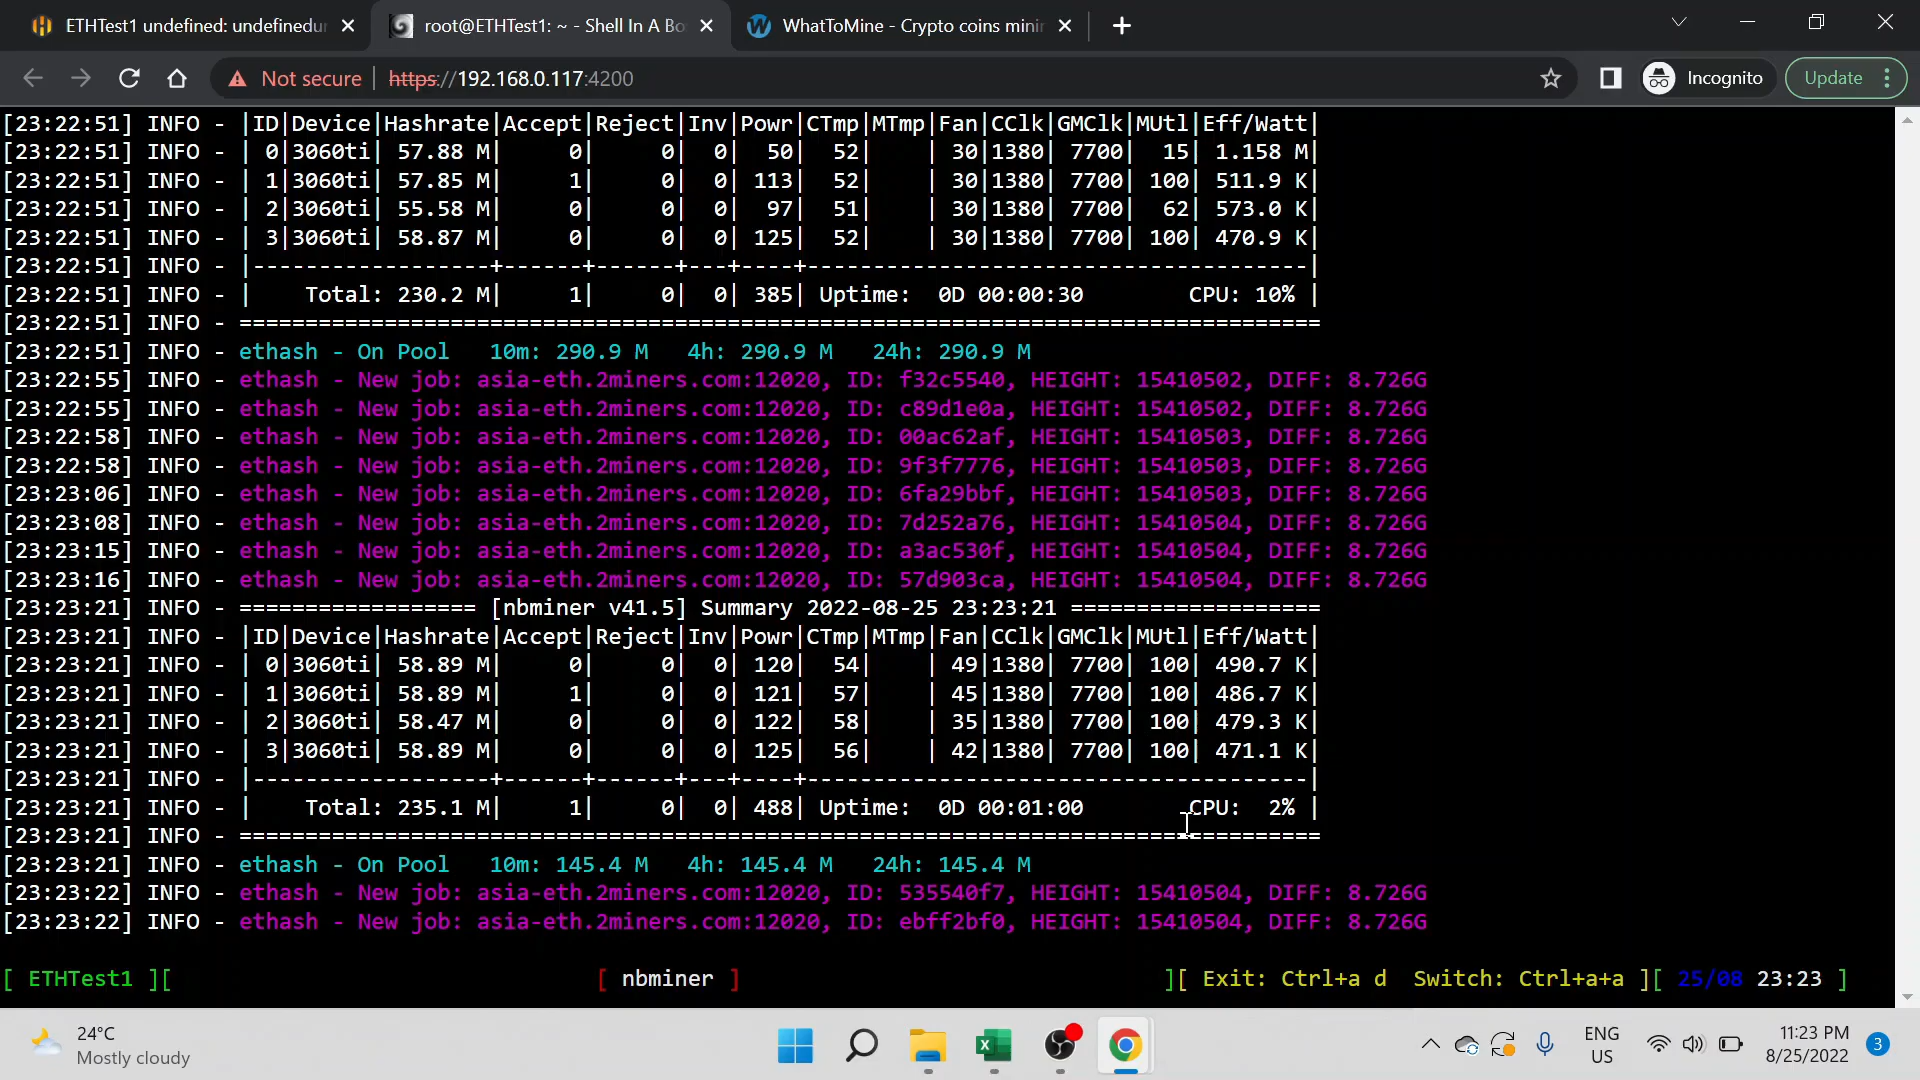 ETHTest1 undefined: undefinedur
root@ETHTest1: ~ - Shell In A Bo
WhatToMine - Crypto coins minin
Not secure | https://192.168.0.117:4200
Incognito
Update
[23:22:51] INFO - |ID|Device|Hashrate|Accept|Reject|Inv|Powr|CTmp|MTmp|Fan|CClk|GMClk|MUtl|Eff/Watt|
[23:22:51] INFO - | 0|3060ti| 57.88 M|     0|     0|  0|  50|  52|    | 30|1380| 7700|  15| 1.158 M|
[23:22:51] INFO - | 1|3060ti| 57.85 M|     1|     0|  0| 113|  52|    | 30|1380| 7700| 100| 511.9 K|
[23:22:51] INFO - | 2|3060ti| 55.58 M|     0|     0|  0|  97|  51|    | 30|1380| 7700|  62| 573.0 K|
[23:22:51] INFO - | 3|3060ti| 58.87 M|     0|     0|  0| 125|  52|    | 30|1380| 7700| 100| 470.9 K|
[23:22:51] INFO - |------------------+------+------+---+----+--------------------------------------|
[23:22:51] INFO - |    Total: 230.2 M|     1|     0|  0| 385| Uptime:  0D 00:00:30        CPU: 10% |
[23:22:51] INFO - ==================================================================================
[23:22:51] INFO - ethash - On Pool   10m: 290.9 M   4h: 290.9 M   24h: 290.9 M
[23:22:55] INFO - ethash - New job: asia-eth.2miners.com:12020, ID: f32c5540, HEIGHT: 15410502, DIFF: 8.726G
[23:22:55] INFO - ethash - New job: asia-eth.2miners.com:12020, ID: c89d1e0a, HEIGHT: 15410502, DIFF: 8.726G
[23:22:58] INFO - ethash - New job: asia-eth.2miners.com:12020, ID: 00ac62af, HEIGHT: 15410503, DIFF: 8.726G
[23:22:58] INFO - ethash - New job: asia-eth.2miners.com:12020, ID: 9f3f7776, HEIGHT: 15410503, DIFF: 8.726G
[23:23:06] INFO - ethash - New job: asia-eth.2miners.com:12020, ID: 6fa29bbf, HEIGHT: 15410503, DIFF: 8.726G
[23:23:08] INFO - ethash - New job: asia-eth.2miners.com:12020, ID: 7d252a76, HEIGHT: 15410504, DIFF: 8.726G
[23:23:15] INFO - ethash - New job: asia-eth.2miners.com:12020, ID: a3ac530f, HEIGHT: 15410504, DIFF: 8.726G
[23:23:16] INFO - ethash - New job: asia-eth.2miners.com:12020, ID: 57d903ca, HEIGHT: 15410504, DIFF: 8.726G
[23:23:21] INFO - ================== [nbminer v41.5] Summary 2022-08-25 23:23:21 ===================
[23:23:21] INFO - |ID|Device|Hashrate|Accept|Reject|Inv|Powr|CTmp|MTmp|Fan|CClk|GMClk|MUtl|Eff/Watt|
[23:23:21] INFO - | 0|3060ti| 58.89 M|     0|     0|  0| 120|  54|    | 49|1380| 7700| 100| 490.7 K|
[23:23:21] INFO - | 1|3060ti| 58.89 M|     1|     0|  0| 121|  57|    | 45|1380| 7700| 100| 486.7 K|
[23:23:21] INFO - | 2|3060ti| 58.47 M|     0|     0|  0| 122|  58|    | 35|1380| 7700| 100| 479.3 K|
[23:23:21] INFO - | 3|3060ti| 58.89 M|     0|     0|  0| 125|  56|    | 42|1380| 7700| 100| 471.1 K|
[23:23:21] INFO - |------------------+------+------+---+----+--------------------------------------|
[23:23:21] INFO - |    Total: 235.1 M|     1|     0|  0| 488| Uptime:  0D 00:01:00        CPU:  2% |
[23:23:21] INFO - ==================================================================================
[23:23:21] INFO - ethash - On Pool   10m: 145.4 M   4h: 145.4 M   24h: 145.4 M
[23:23:22] INFO - ethash - New job: asia-eth.2miners.com:12020, ID: 535540f7, HEIGHT: 15410504, DIFF: 8.726G
[23:23:22] INFO - ethash - New job: asia-eth.2miners.com:12020, ID: ebff2bf0, HEIGHT: 15410504, DIFF: 8.726G
[ ETHTest1 ][ [ nbminer ] ][ Exit: Ctrl+a d  Switch: Ctrl+a+a ][ 25/08 23:23 ]
24°C
Mostly cloudy
ENG
US
11:23 PM
8/25/2022
3